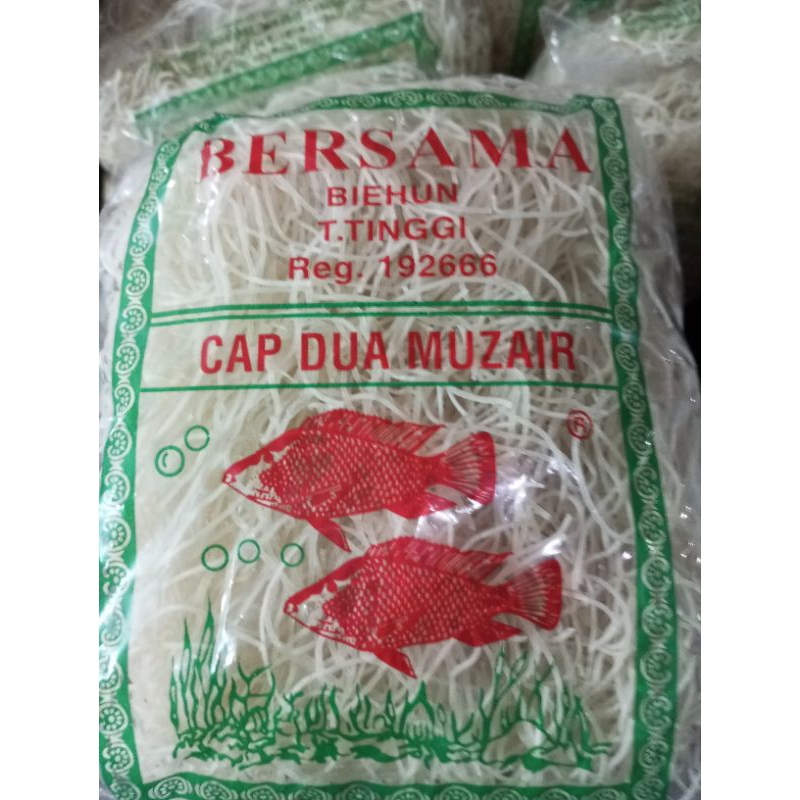 BERSAMA
BIEHUN
T.TINGGI
Reg. 192666
CAP DUA MUZAIR
®